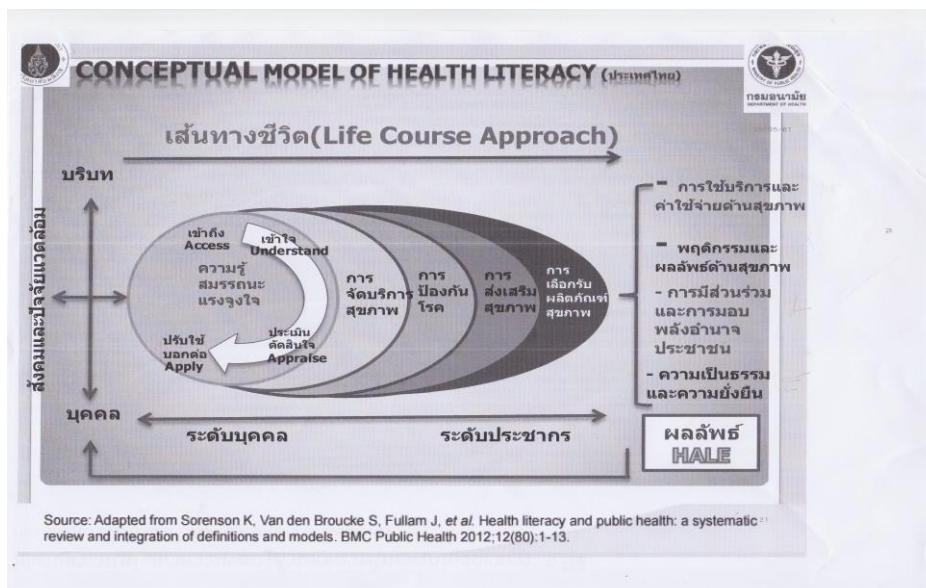 CONCEPTUAL MODEL OF HEALTH LITERACY (ประเทศไทย)
กรมอนามัย
DEPARTMENT OF HEALTH
เส้นทางชีวิต(Life Course Approach)
บริบท
สังคมและปัจจัยแวดล้อม
บุคคล
เข้าถึง
Access
เข้าใจ
Understand
ความรู้
สมรรถนะ
แรงจูงใจ
ประเมิน
ตัดสินใจ
Appraise
ปรับใช้
บอกต่อ
Apply
การ
จัดบริการ
สุขภาพ
การ
ป้องกัน
โรค
การ
ส่งเสริม
สุขภาพ
การ
เลือกรับ
ผลิตภัณฑ์
สุขภาพ
- การใช้บริการและ
ค่าใช้จ่ายด้านสุขภาพ
- พฤติกรรมและ
ผลลัพธ์ด้านสุขภาพ
- การมีส่วนร่วม
และการมอบ
พลังอำนาจ
ประชาชน
- ความเป็นธรรม
และความยั่งยืน
ระดับบุคคล
ระดับประชากร
ผลลัพธ์
HALE
Source: Adapted from Sorenson K, Van den Broucke S, Fullam J, et al. Health literacy and public health: a systematic
review and integration of definitions and models. BMC Public Health 2012;12(80):1-13.
21